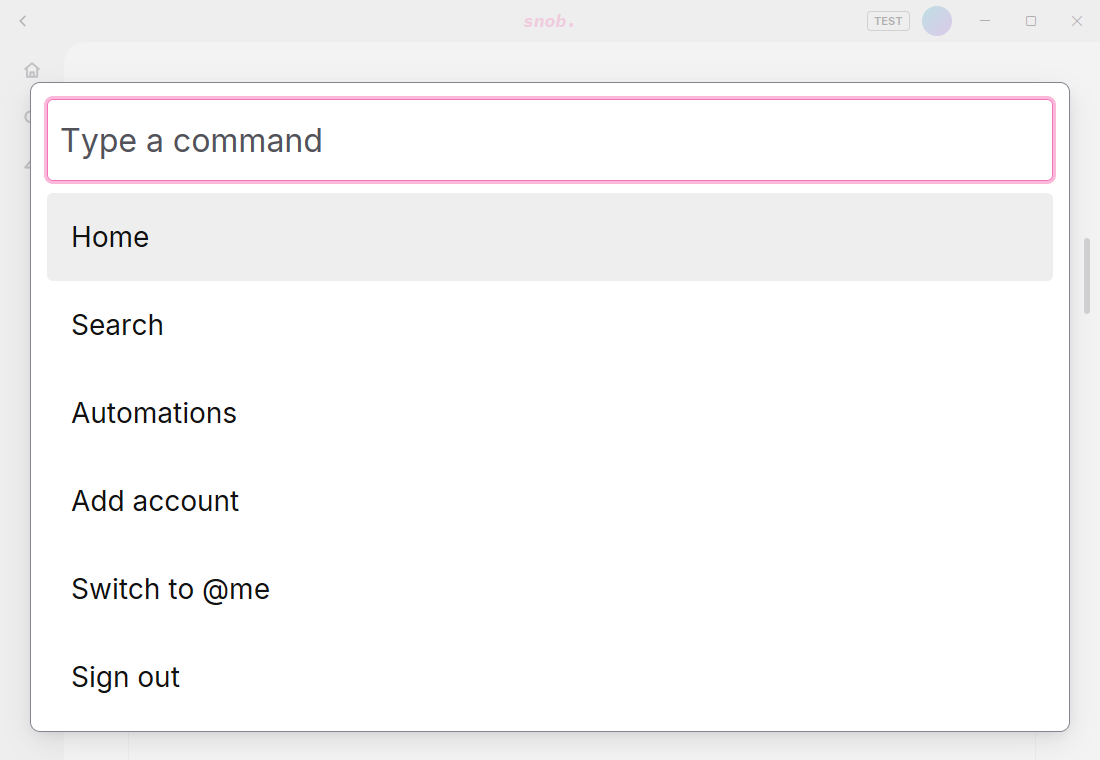 snob.
TEST
Type a command
Home
Search
Automations
Add account
Switch to @me
Sign out